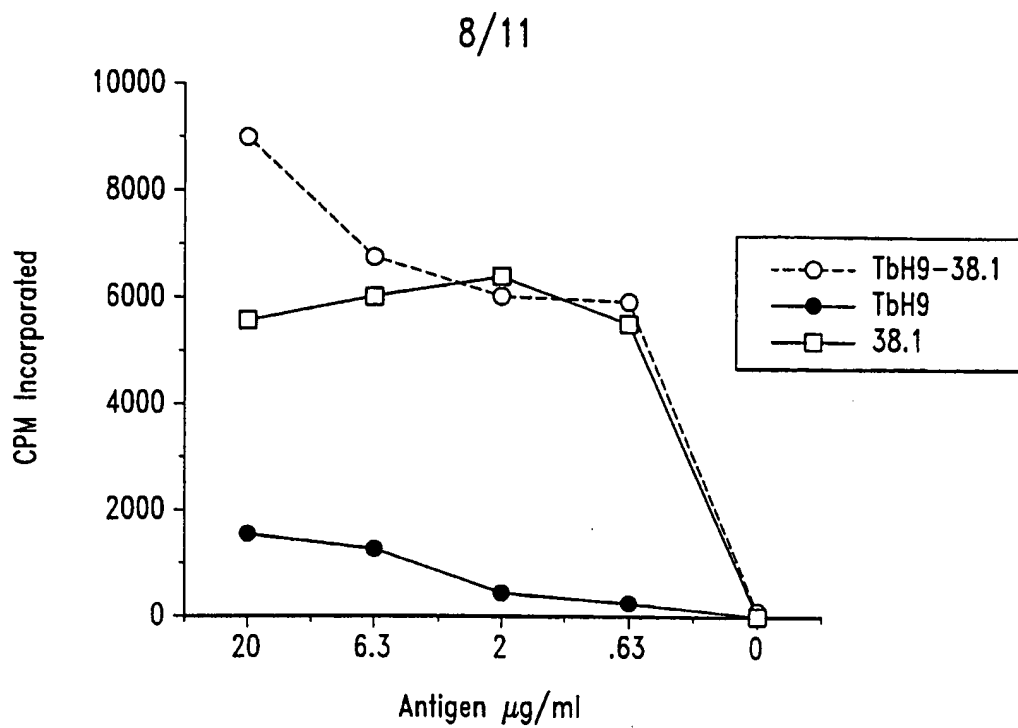 8/11
10000
8000
6000
4000
2000
0
CPM Incorporated
20 6.3 2 .63 0
Antigen μg/ml
TbH9-38.1
TbH9
38.1